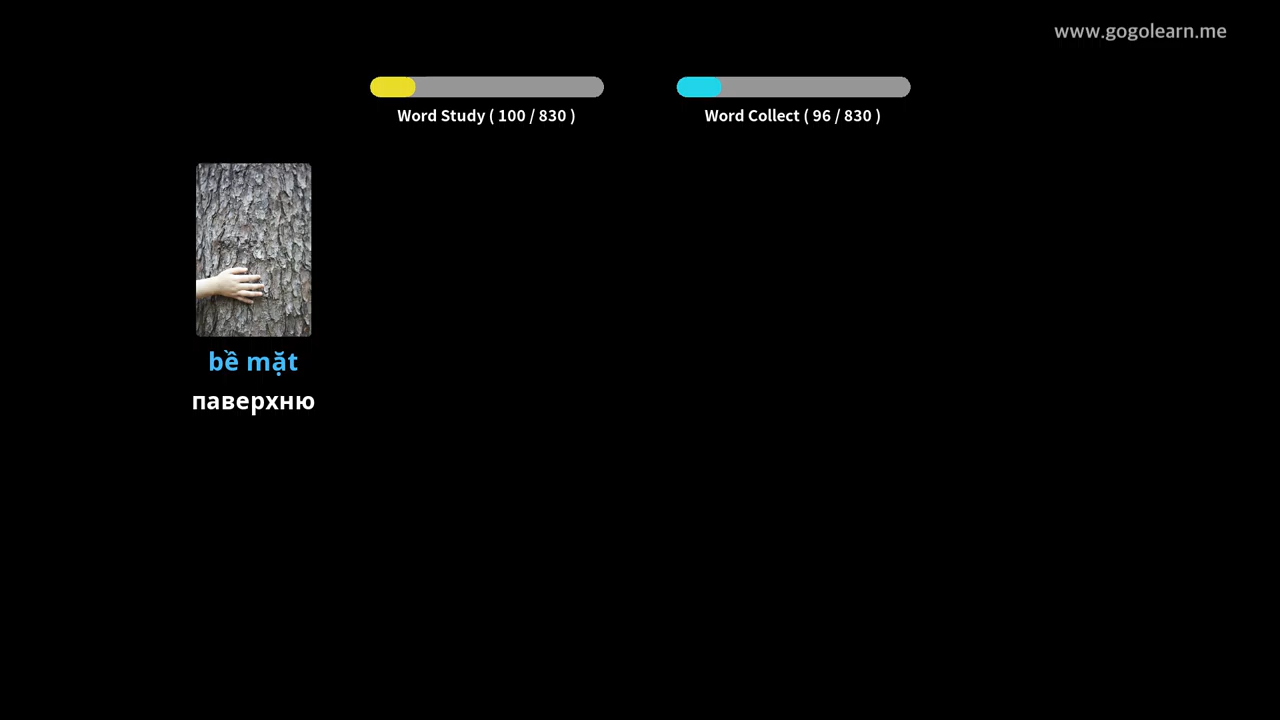 www.gogolearn.me
Word Study ( 100 / 830 )
Word Collect ( 96 / 830 )
bề mặt
паверхню